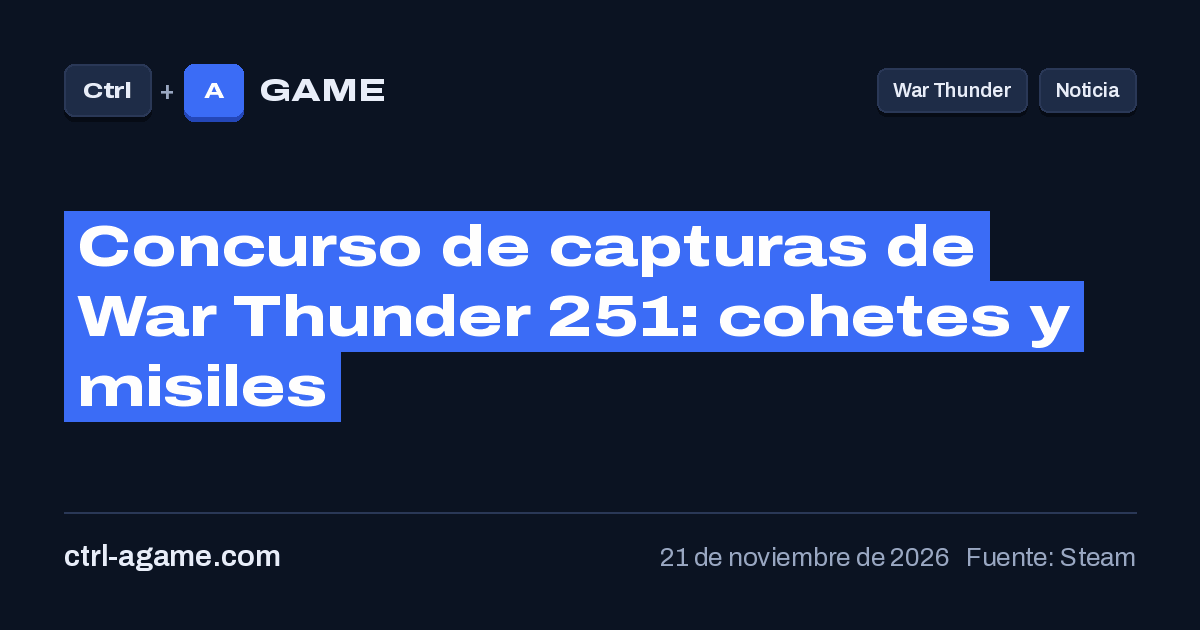 Ctrl + A GAME
War Thunder Noticia
Concurso de capturas de
War Thunder 251: cohetes y
misiles
ctrl-agame.com
21 de noviembre de 2026 Fuente: Steam